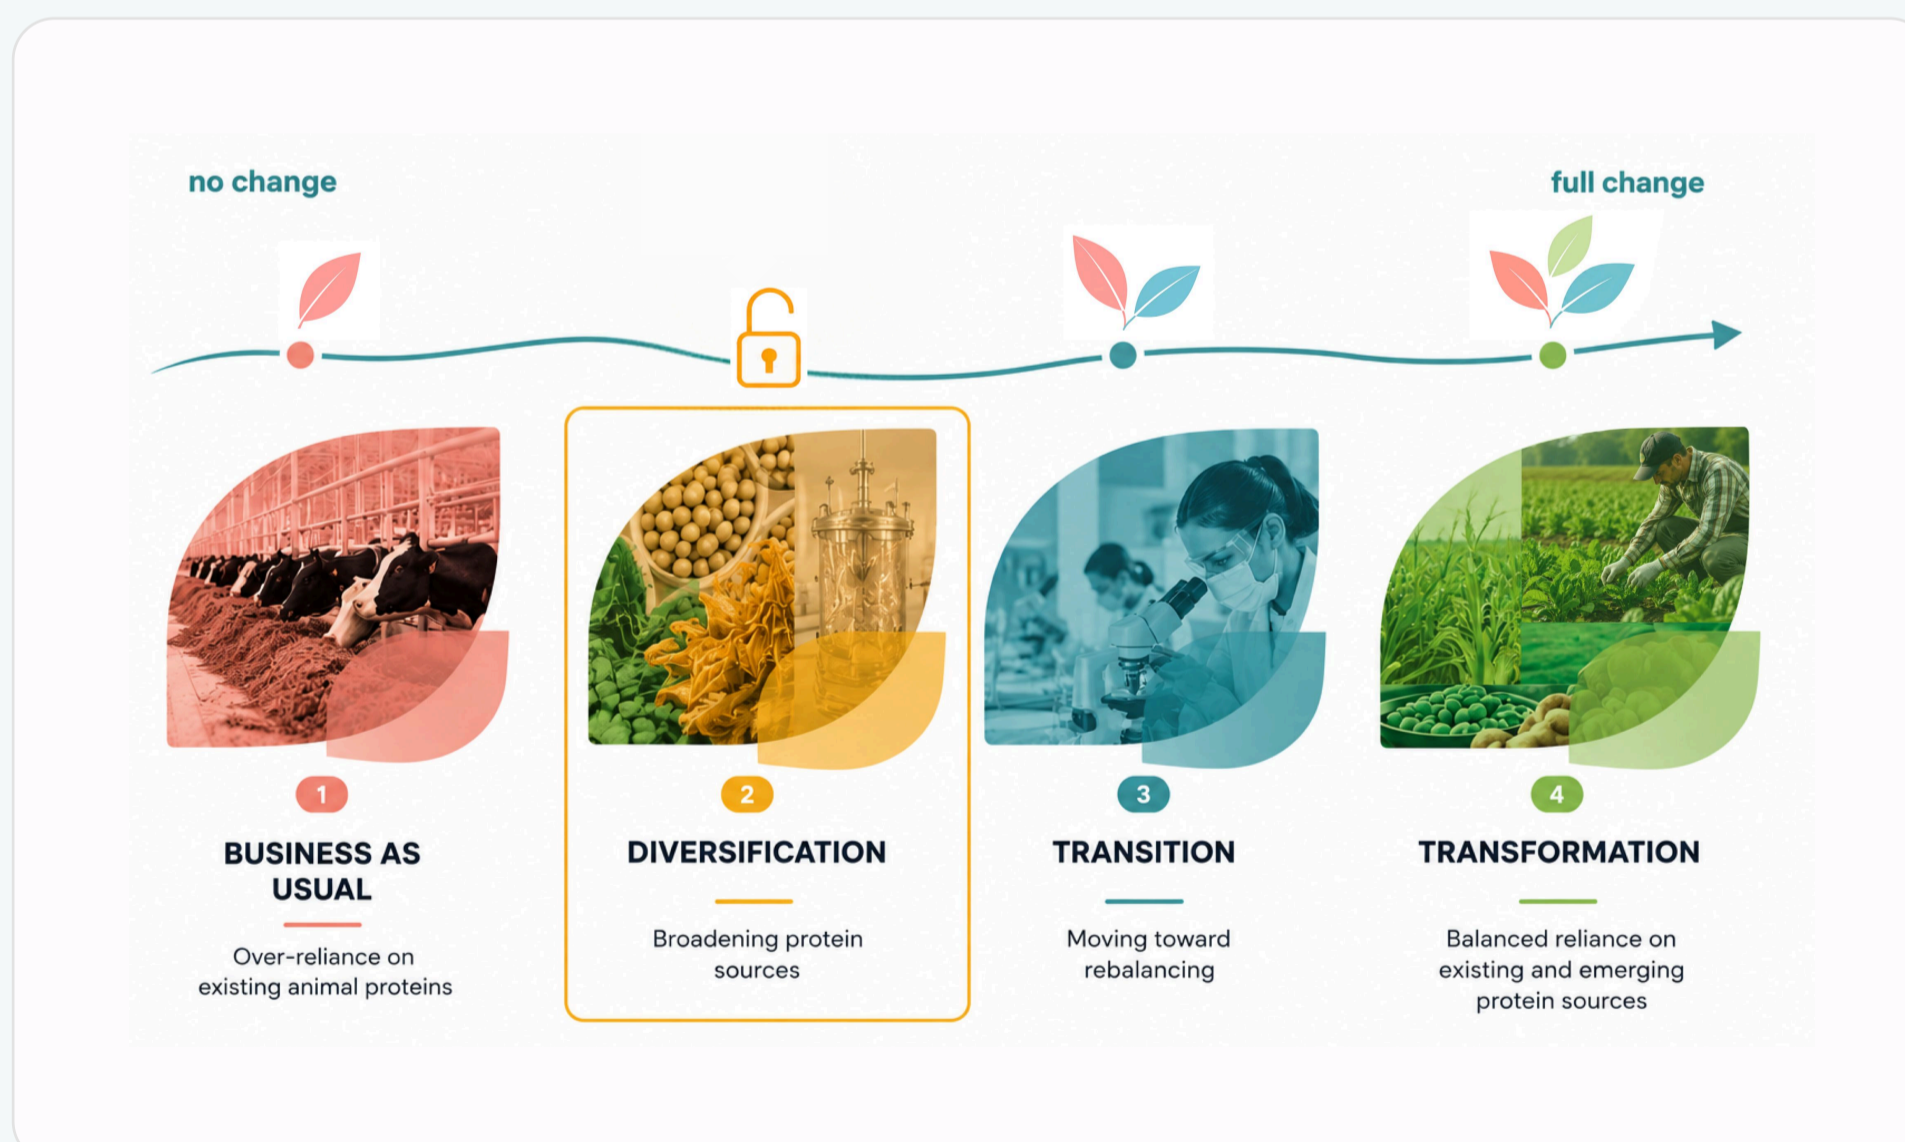 no change
full change
1
BUSINESS AS
USUAL
Over-reliance on
existing animal proteins
2
DIVERSIFICATION
Broadening protein
sources
3
TRANSITION
Moving toward
rebalancing
4
TRANSFORMATION
Balanced reliance on
existing and emerging
protein sources